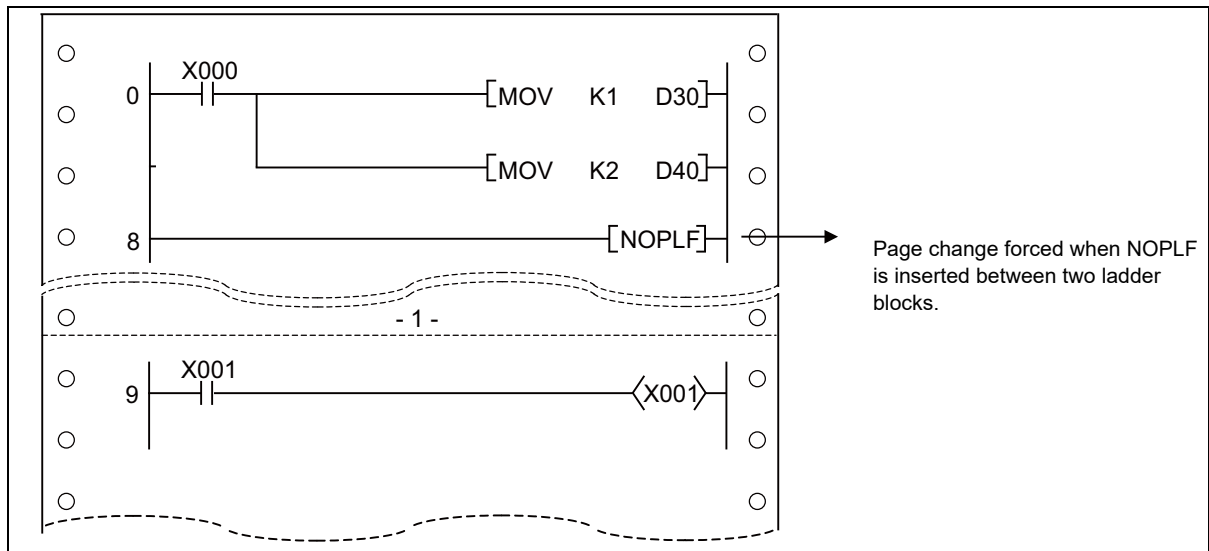 X000
0 MOV K1 D30
MOV K2 D40
8 NOPLF
Page change forced when NOPLF
is inserted between two ladder
blocks.
- 1 -
X001
9 X001